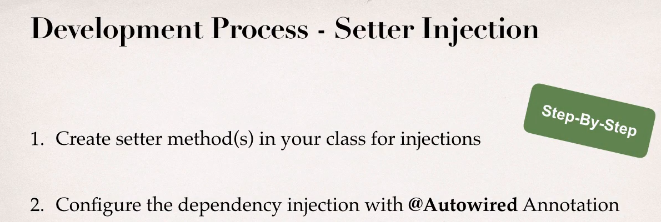 Development Process - Setter Injection
Step-By-Step
1. Create setter method(s) in your class for injections
2. Configure the dependency injection with @Autowired Annotation